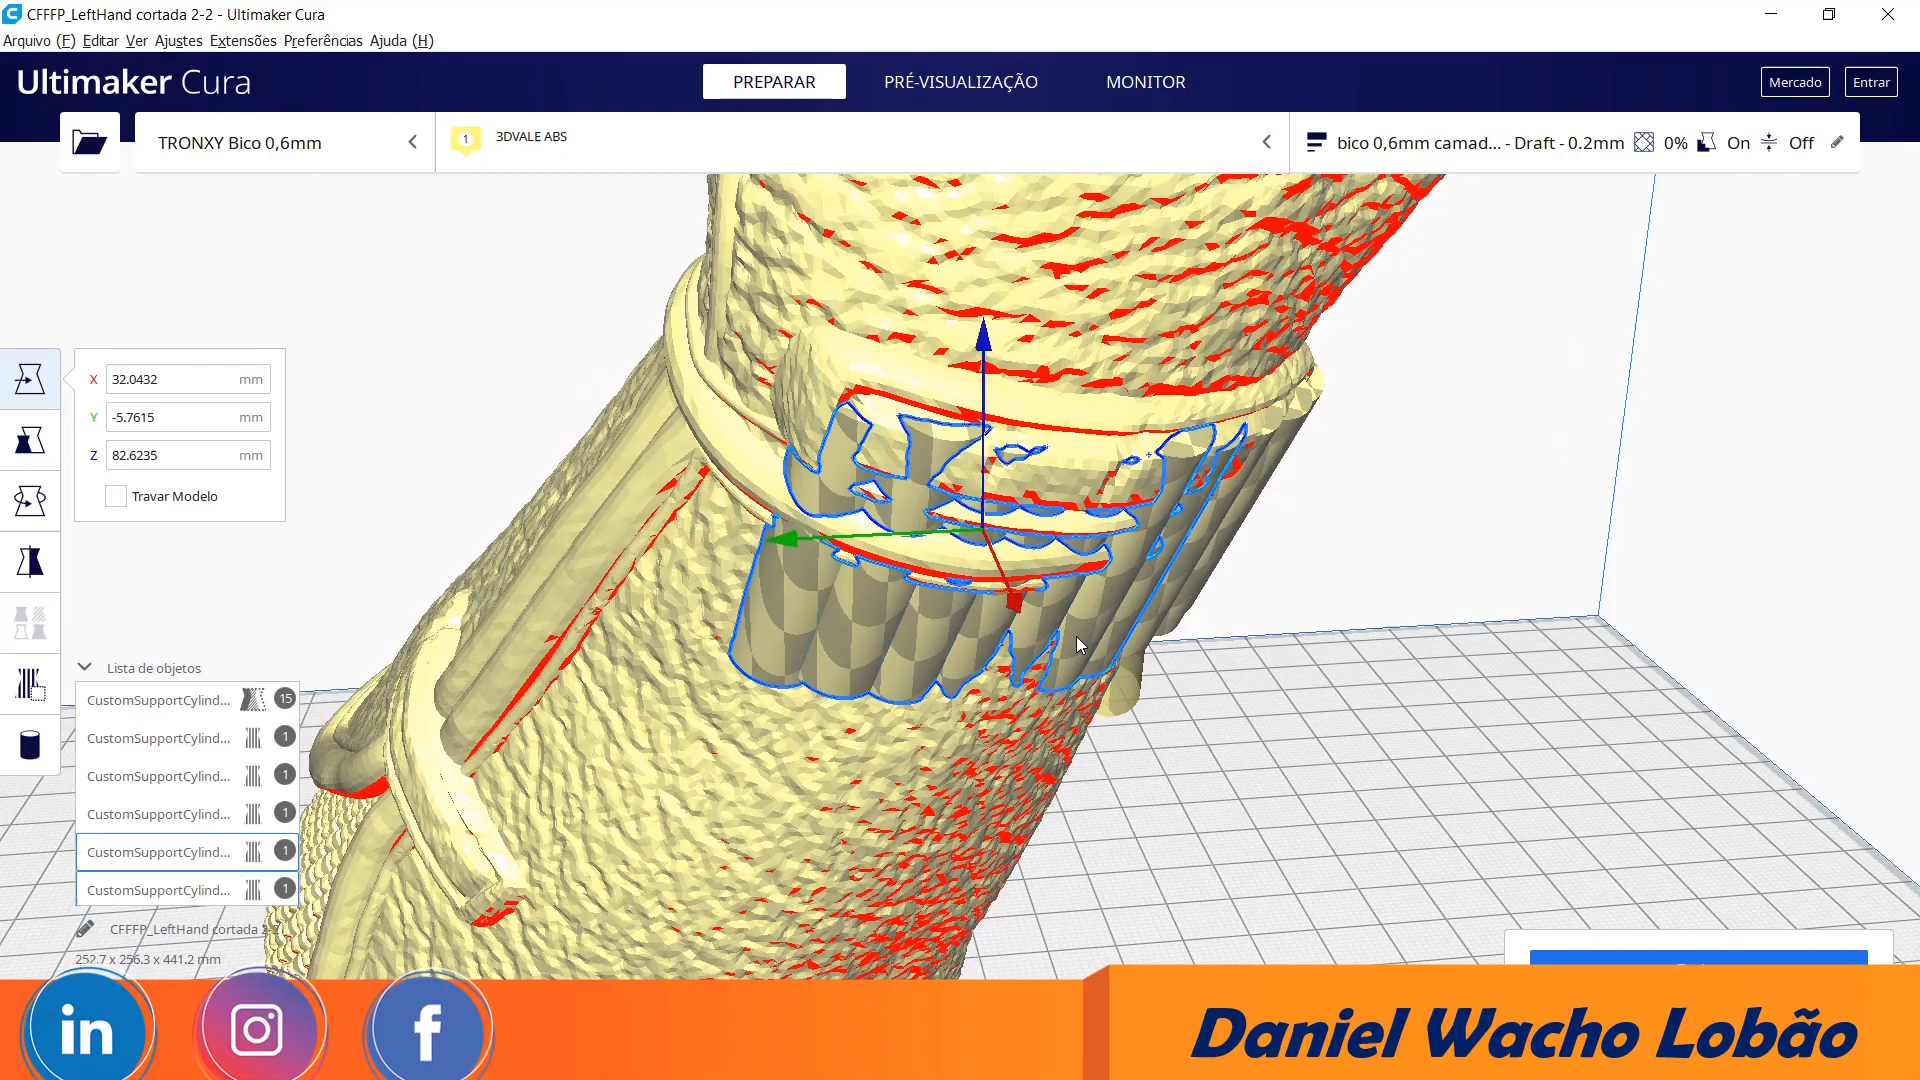 CFFFP_LeftHand cortada 2-2 - Ultimaker Cura
Arquivo (F) Editar Ver Ajustes Extensões Preferências Ajuda (H)
Ultimaker Cura
PREPARAR
PRÉ-VISUALIZAÇÃO
MONITOR
Mercado
Entrar
TRONXY Bico 0,6mm
1
3DVALE ABS
bico 0,6mm camad... - Draft - 0.2mm 0% On Off
X 32.0432 mm
Y -5.7615 mm
Z 82.6235 mm
Travar Modelo
Lista de objetos
CustomSupportCylind... 15
CustomSupportCylind... 1
CustomSupportCylind... 1
CustomSupportCylind... 1
CustomSupportCylind... 1
CustomSupportCylind... 1
CFFFP_LeftHand cortada 2-2
252.7 x 256.3 x 441.2 mm
in
f
Daniel Wacho Lobão